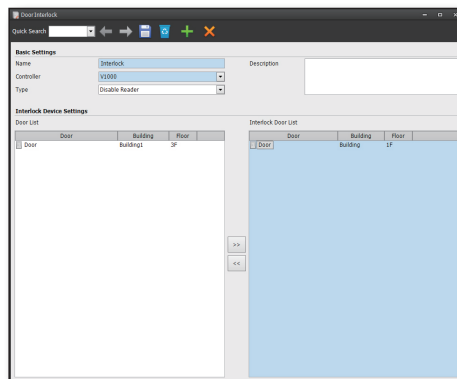 Door Interlock
Quick Search
Basic Settings
Name Interlock Description
Controller V1000
Type Disable Reader
Interlock Device Settings
Door List Interlock Door List
Door Building Floor Door Building Floor
Door Building1 3F Door Building 1F
>>
<<